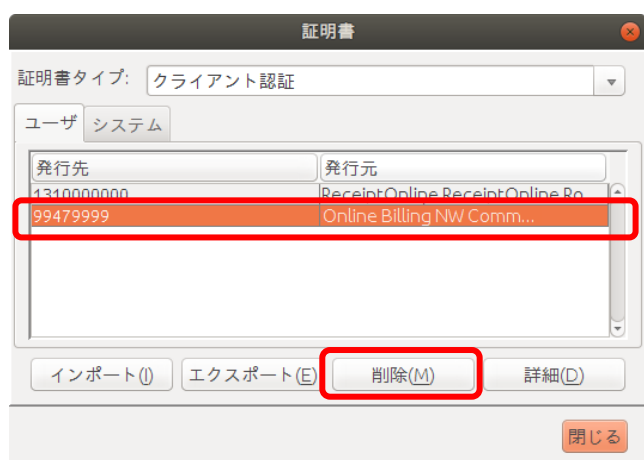 証明書
証明書タイプ: クライアント認証
ユーザ システム
発行先 発行元
1310000000 ReceiptOnline ReceiptOnline Ro
99479999 Online Billing NW Comm...
インポート(I) エクスポート(E) 削除(M) 詳細(D)
閉じる